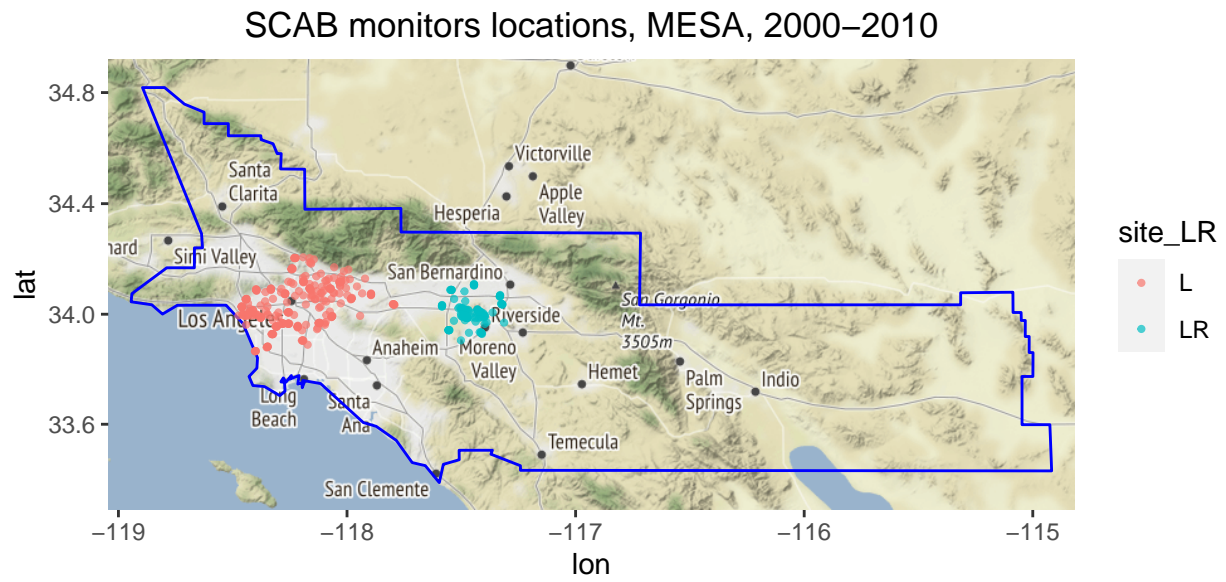 SCAB monitors locations, MESA, 2000−2010
lat
34.8
34.4
34.0
33.6
Victorville
Santa
Clarita
Apple
Valley
Hesperia
nard
Simi Valley
San Bernardino
San Gorgonio
Mt.
3505m
Los Angeles
Riverside
Anaheim
Moreno
Valley
Hemet
Palm
Springs
Indio
Long
Beach
Santa
Ana
Temecula
San Clemente
−119
−118
−117
−116
−115
lon
site_LR
L
LR